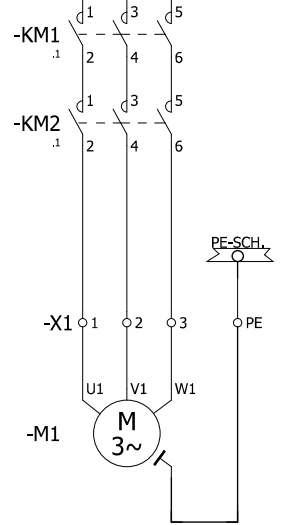 1 3 5
-KM1
.1
2 4 6
1 3 5
-KM2
.1
2 4 6
PE-SCH.
-X1 1 2 3 PE
U1 V1 W1
-M1
M
3~